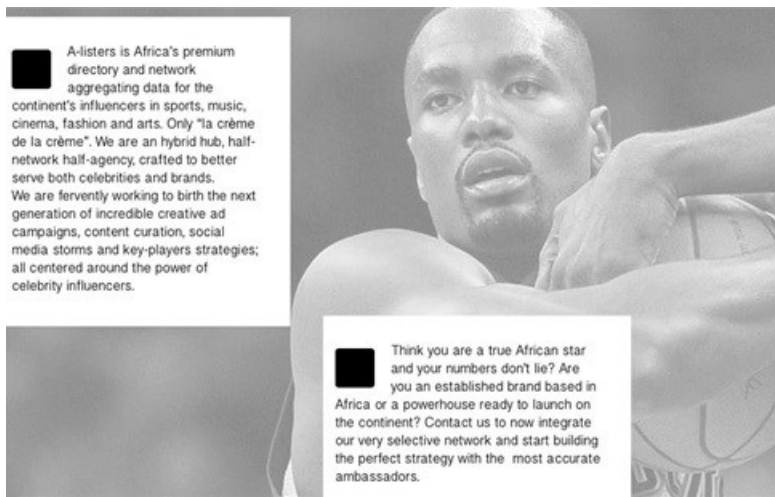 A-listers is Africa's premium
directory and network
aggregating data for the
continent's influencers in sports, music,
cinema, fashion and arts. Only "la crème
de la crème". We are an hybrid hub, half-
network half-agency, crafted to better
serve both celebrities and brands.
We are fervently working to birth the next
generation of incredible creative ad
campaigns, content curation, social
media storms and key-players strategies;
all centered around the power of
celebrity influencers.
Think you are a true African star
and your numbers don't lie? Are
you an established brand based in
Africa or a powerhouse ready to launch on
the continent? Contact us to now integrate
our very selective network and start building
the perfect strategy with the most accurate
ambassadors.